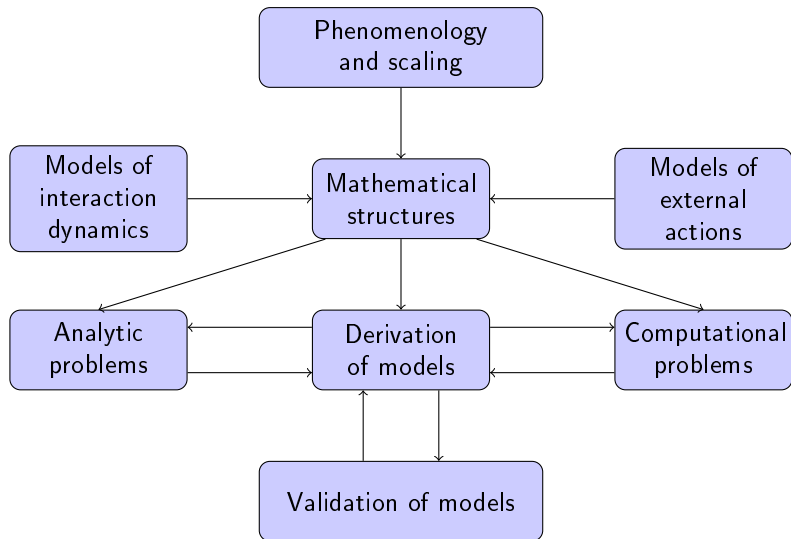 Phenomenology
and scaling
Models of
interaction
dynamics
Mathematical
structures
Models of
external
actions
Analytic
problems
Derivation
of models
Computational
problems
Validation of models